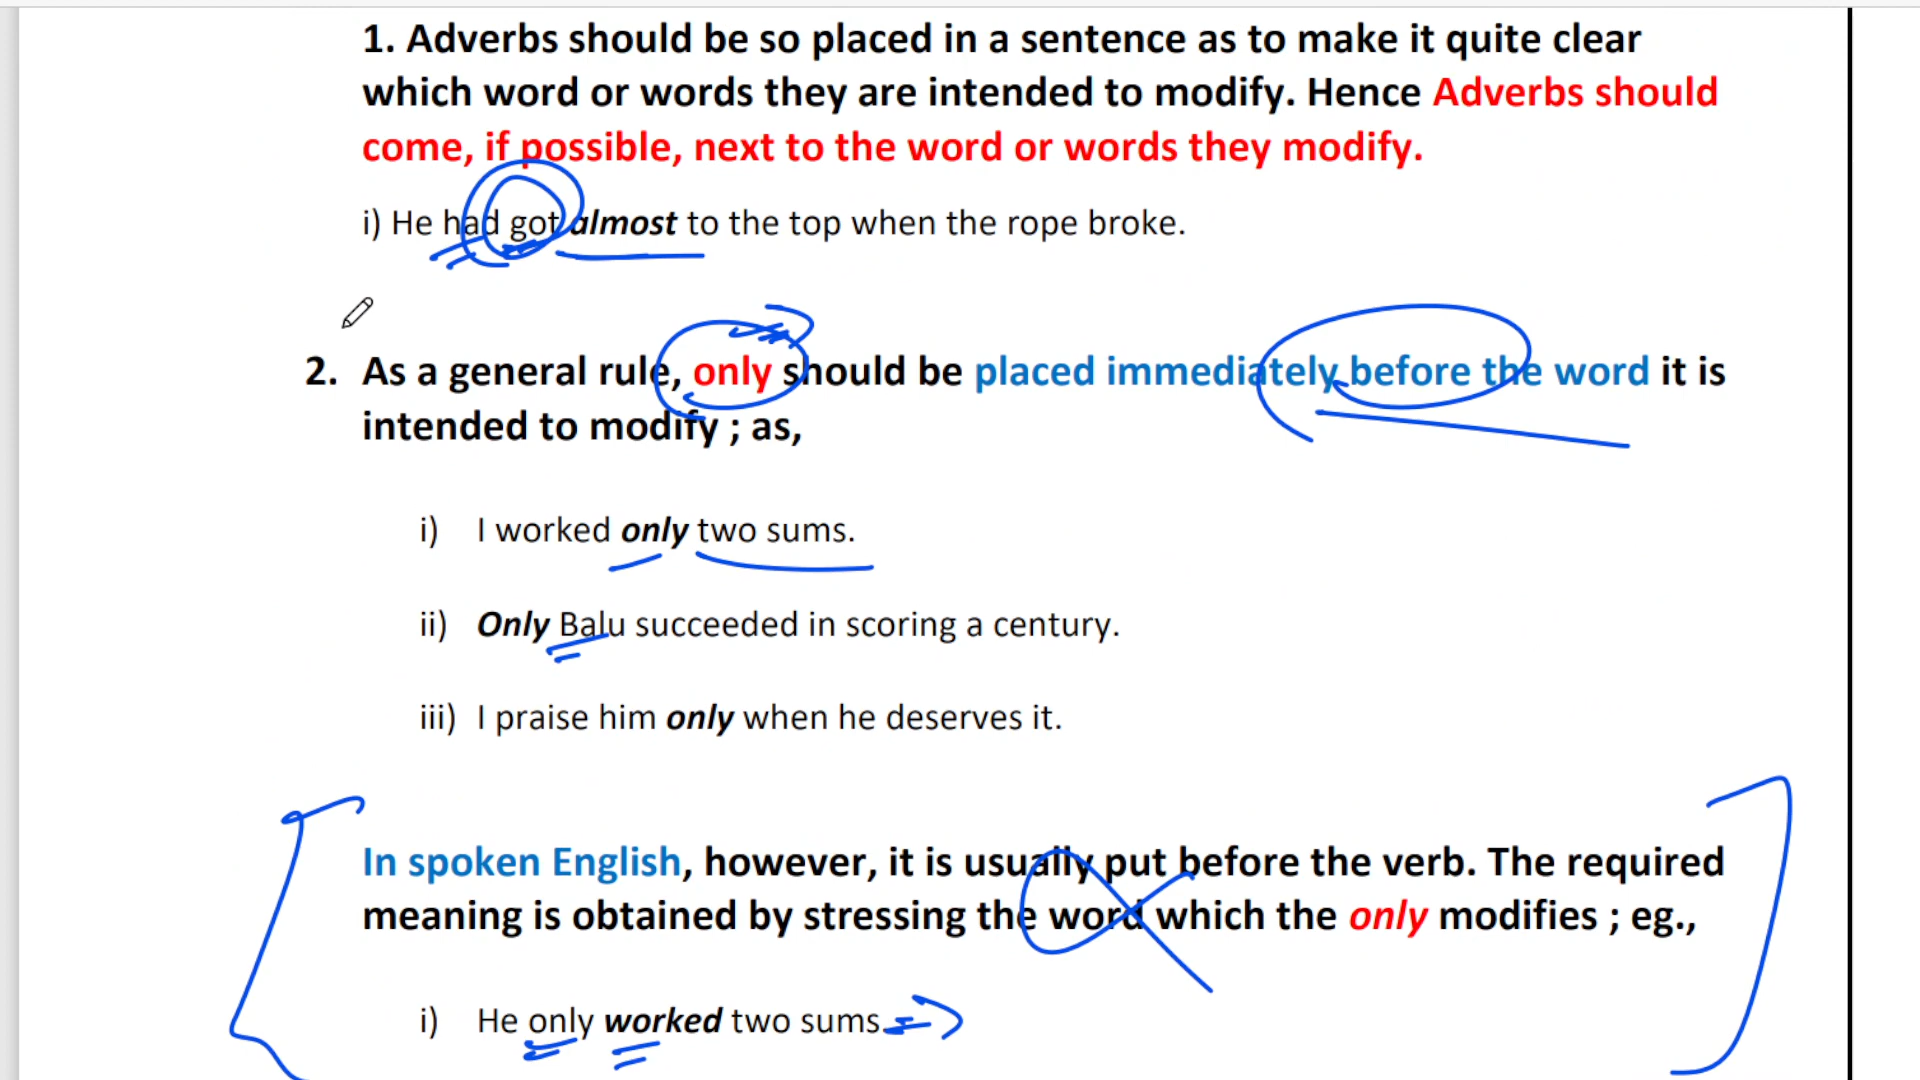 1. Adverbs should be so placed in a sentence as to make it quite clear
which word or words they are intended to modify. Hence Adverbs should
come, if possible, next to the word or words they modify.
i) He had got almost to the top when the rope broke.
2. As a general rule, only should be placed immediately before the word it is
intended to modify ; as,
i) I worked only two sums.
ii) Only Balu succeeded in scoring a century.
iii) I praise him only when he deserves it.
In spoken English, however, it is usually put before the verb. The required
meaning is obtained by stressing the word which the only modifies ; eg.,
i) He only worked two sums.